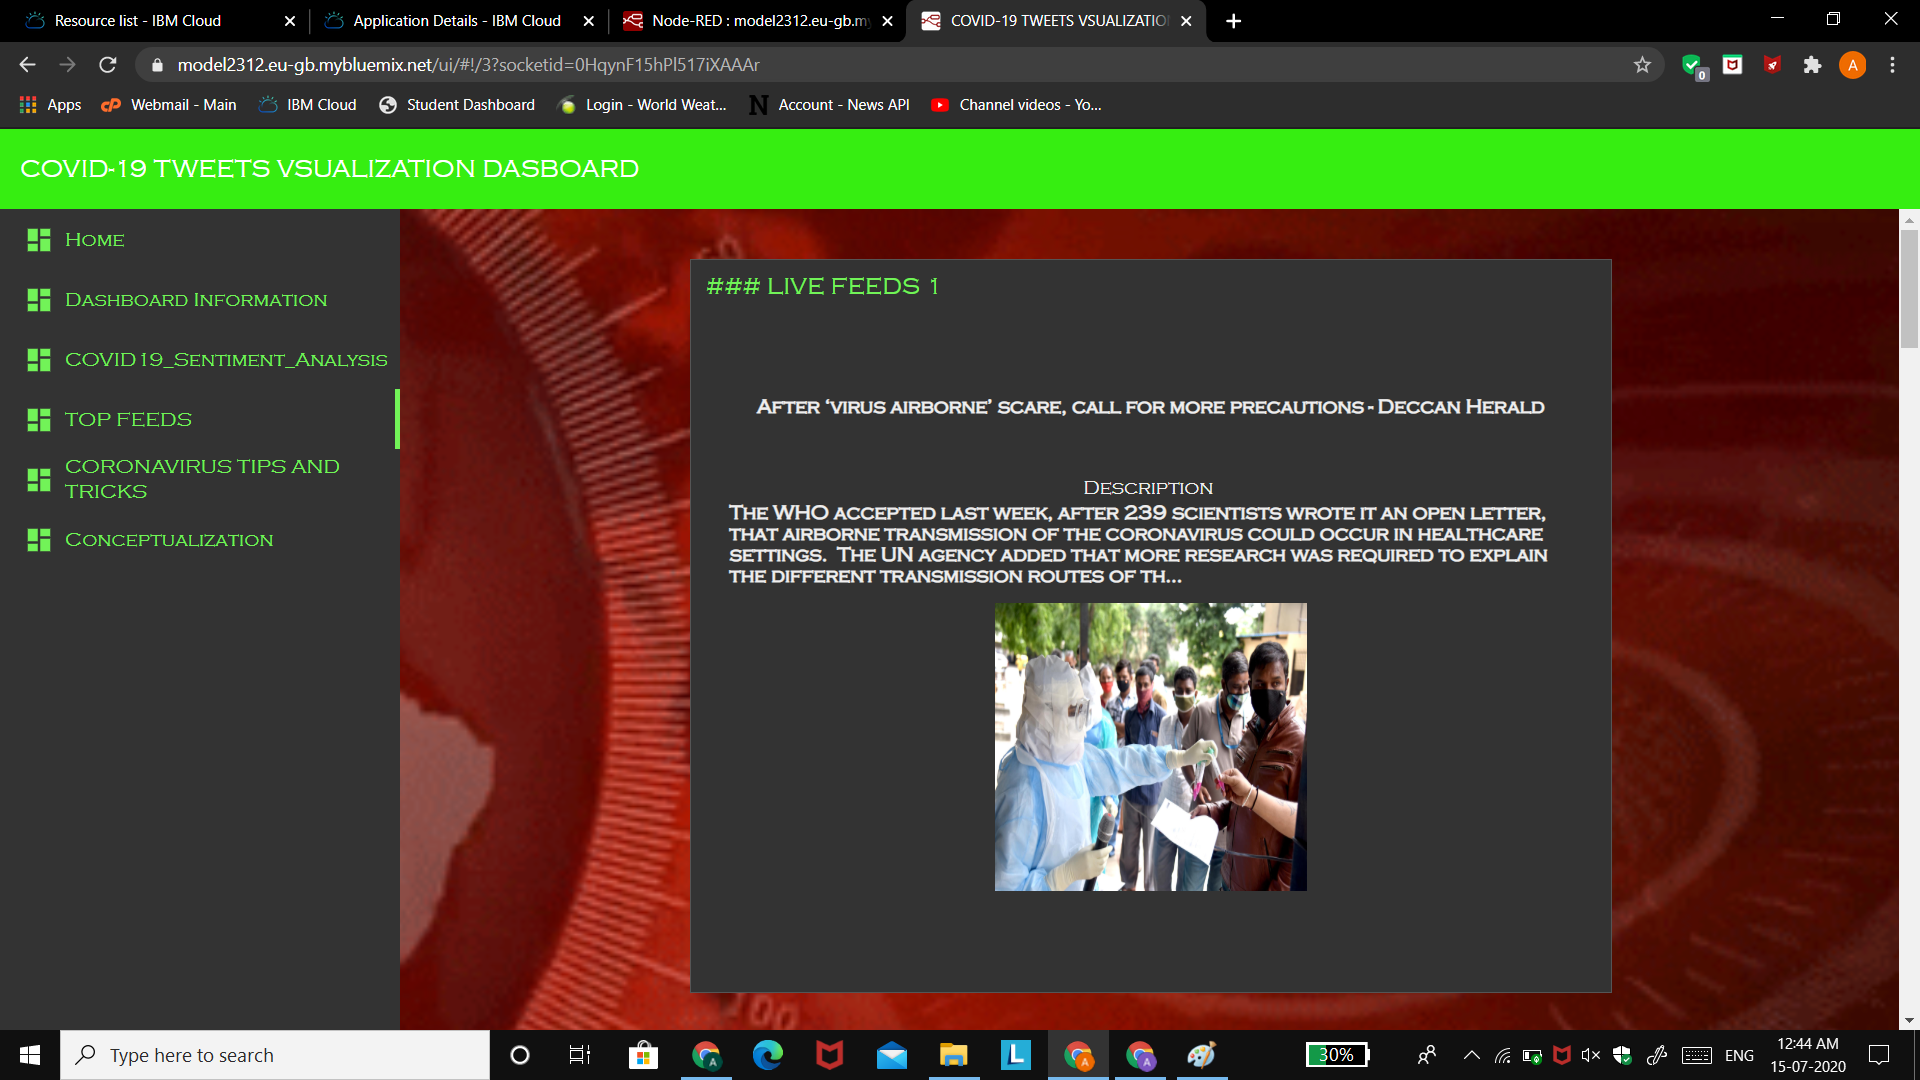 Resource list - IBM Cloud
Application Details - IBM Cloud
Node-RED : model2312.eu-gb.m
COVID-19 TWEETS VSUALIZATIO
model2312.eu-gb.mybluemix.net/ui/#!/3?socketid=0HqynF15hPl517iXAAAr
0
A
Apps
Webmail - Main
IBM Cloud
Student Dashboard
Login - World Weat...
N
Account - News API
Channel videos - Yo...
COVID-19 TWEETS VSUALIZATION DASBOARD
Home
Dashboard Information
COVID19_Sentiment_Analysis
TOP FEEDS
CORONAVIRUS TIPS AND
TRICKS
Conceptualization
### LIVE FEEDS 1
After ‘virus airborne’ scare, call for more precautions - Deccan Herald
Description
The WHO accepted last week, after 239 scientists wrote it an open letter,
that airborne transmission of the coronavirus could occur in healthcare
settings. The UN agency added that more research was required to explain
the different transmission routes of th...
100
Type here to search
30%
ENG
12:44 AM
15-07-2020